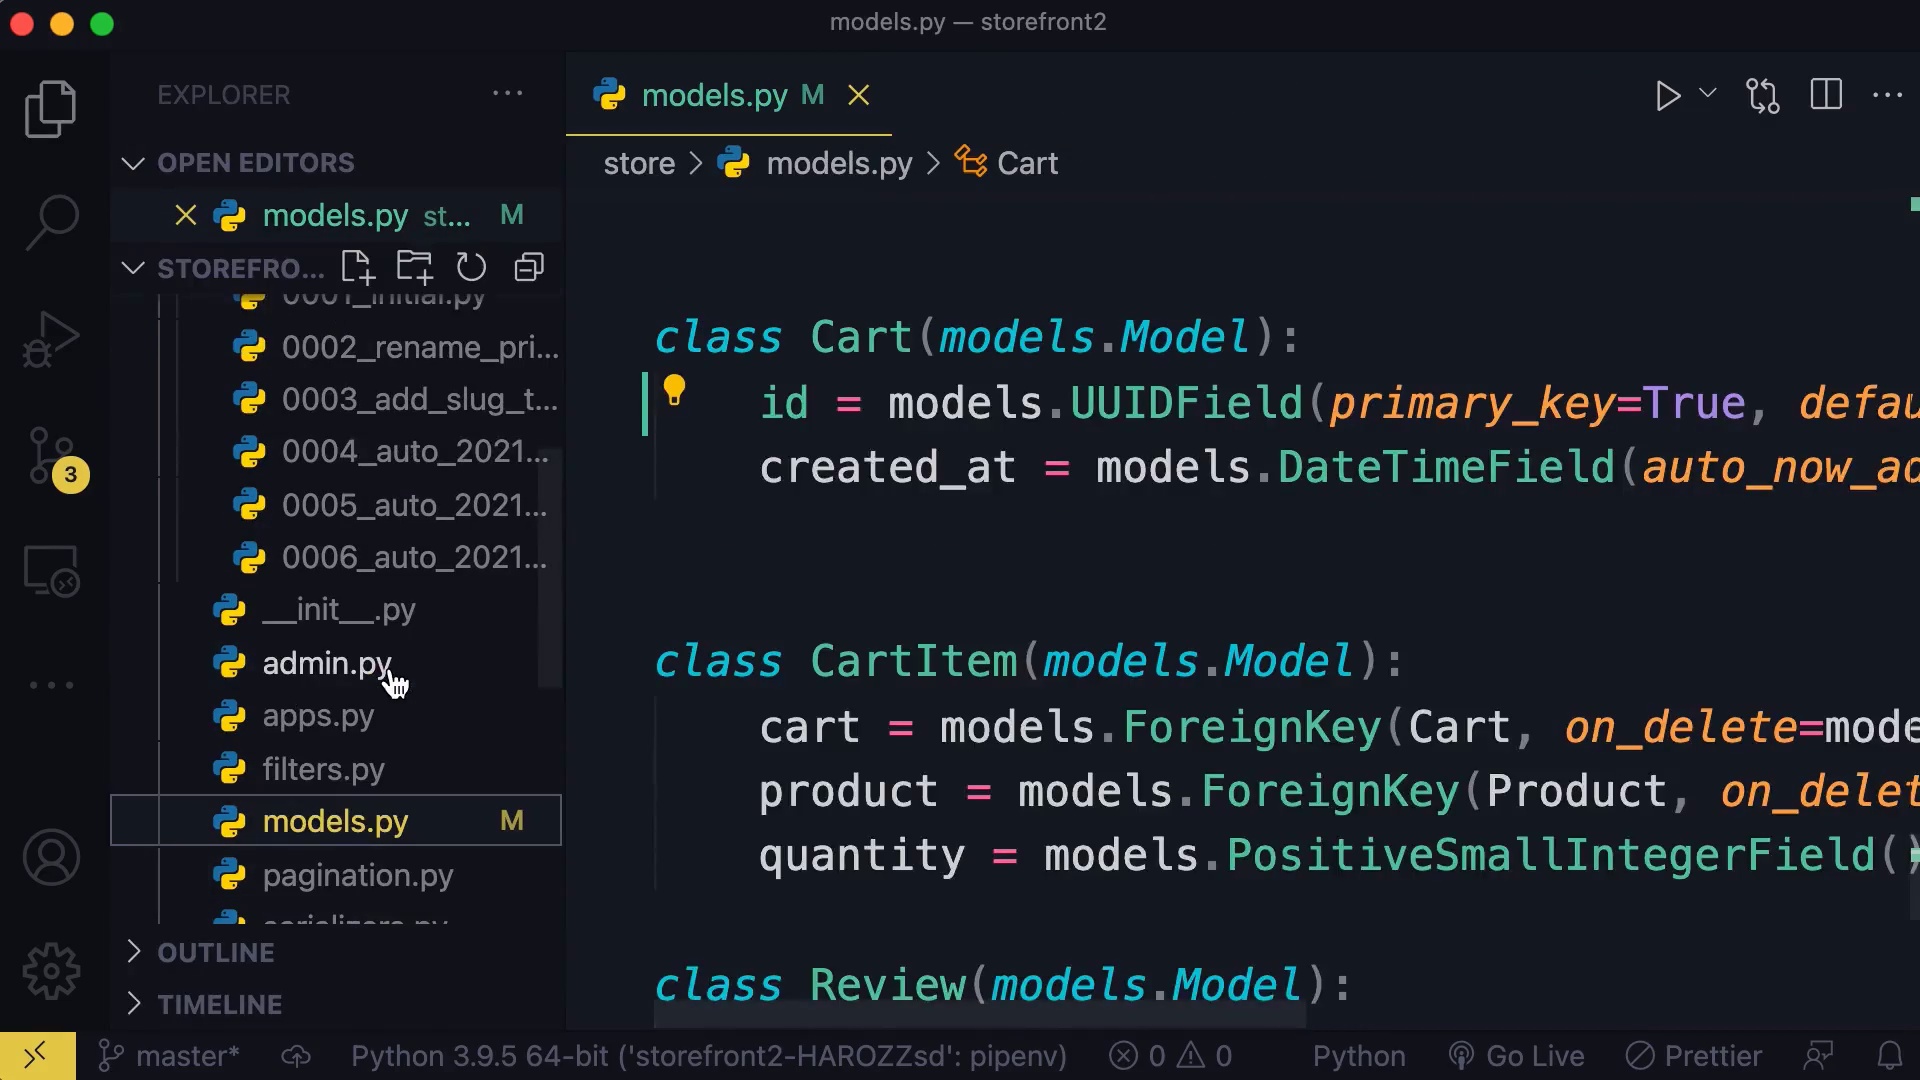 models.py — storefront2
EXPLORER
OPEN EDITORS
models.py st... M
STOREFRO...
0001_initial.py
0002_rename_pri...
0003_add_slug_t...
0004_auto_2021...
0005_auto_2021...
0006_auto_2021...
__init__.py
admin.py
apps.py
filters.py
models.py M
pagination.py
serializers.py
OUTLINE
TIMELINE
3
models.py M
store > models.py > Cart
class Cart(models.Model):
id = models.UUIDField(primary_key=True, defau
created_at = models.DateTimeField(auto_now_ad
class CartItem(models.Model):
cart = models.ForeignKey(Cart, on_delete=mode
product = models.ForeignKey(Product, on_delet
quantity = models.PositiveSmallIntegerField()
class Review(models.Model):
master* Python 3.9.5 64-bit ('storefront2-HAROZZsd': pipenv) 0 0 Python Go Live Prettier